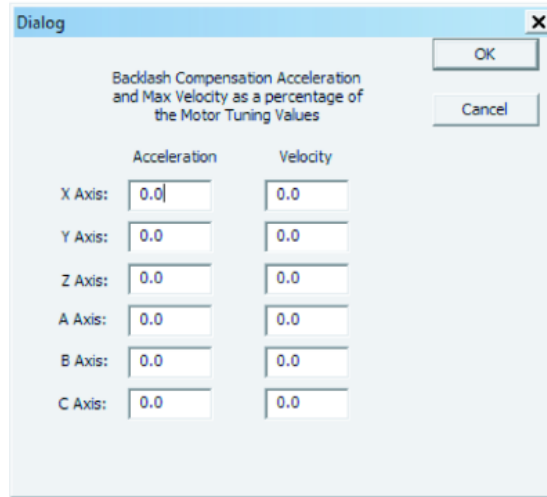 Dialog
OK
Backlash Compensation Acceleration
and Max Velocity as a percentage of
the Motor Tuning Values
Cancel
Acceleration Velocity
X Axis: 0.0 0.0
Y Axis: 0.0 0.0
Z Axis: 0.0 0.0
A Axis: 0.0 0.0
B Axis: 0.0 0.0
C Axis: 0.0 0.0